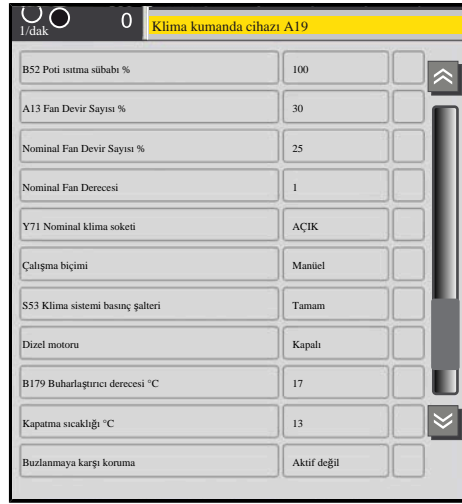 1/dak 0 Klima kumanda cihazı A19
B52 Poti ısıtma sübabı % 100
A13 Fan Devir Sayısı % 30
Nominal Fan Devir Sayısı % 25
Nominal Fan Derecesi 1
Y71 Nominal klima soketi AÇIK
Çalışma biçimi Manüel
S53 Klima sistemi basınç şalteri Tamam
Dizel motoru Kapalı
B179 Buharlaştırıcı derecesi °C 17
Kapatma sıcaklığı °C 13
Buzlanmaya karşı koruma Aktif değil